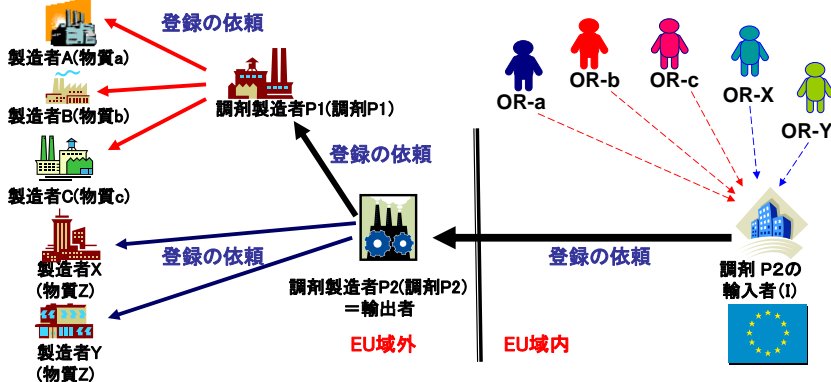 登録の依頼
製造者A(物質a)
製造者B(物質b)
調剤製造者P1(調剤P1)
製造者C(物質c)
登録の依頼
OR-a
OR-b
OR-c
OR-X
OR-Y
製造者X
(物質Z)
登録の依頼
調剤製造者P2(調剤P2)
＝輸出者
登録の依頼
調剤 P2の
輸入者(I)
製造者Y
(物質Z)
EU域外
EU域内